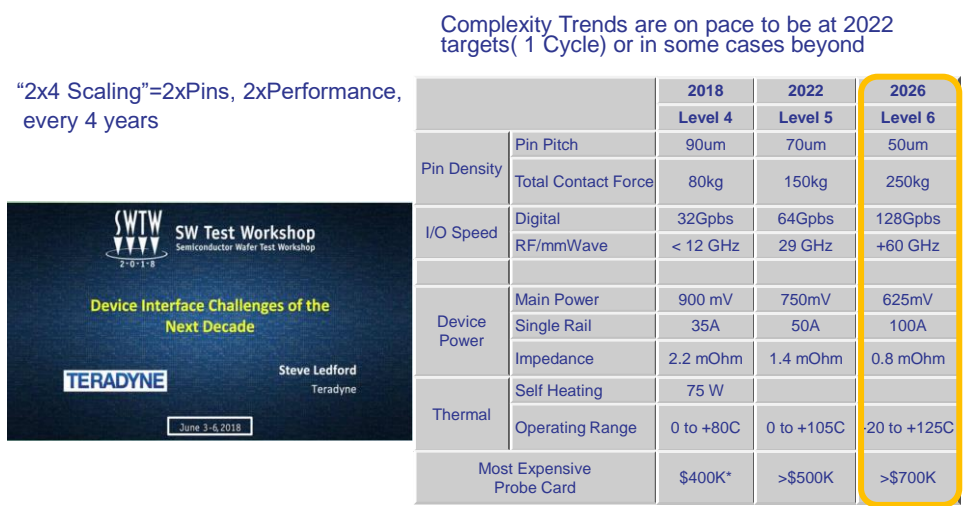 Complexity Trends are on pace to be at 2022
targets( 1 Cycle) or in some cases beyond
“2x4 Scaling”=2xPins, 2xPerformance,
every 4 years
SWTW
2·0·1·8
SW Test Workshop
Semiconductor Wafer Test Workshop
Device Interface Challenges of the
Next Decade
TERADYNE
Steve Ledford
Teradyne
June 3-6, 2018
2018 2022 2026
Level 4 Level 5 Level 6
Pin Density
Pin Pitch 90um 70um 50um
Total Contact Force 80kg 150kg 250kg
I/O Speed
Digital 32Gpbs 64Gpbs 128Gpbs
RF/mmWave < 12 GHz 29 GHz +60 GHz
Device
Power
Main Power 900 mV 750mV 625mV
Single Rail 35A 50A 100A
Impedance 2.2 mOhm 1.4 mOhm 0.8 mOhm
Thermal
Self Heating 75 W
Operating Range 0 to +80C 0 to +105C -20 to +125C
Most Expensive
Probe Card
$400K* >$500K >$700K